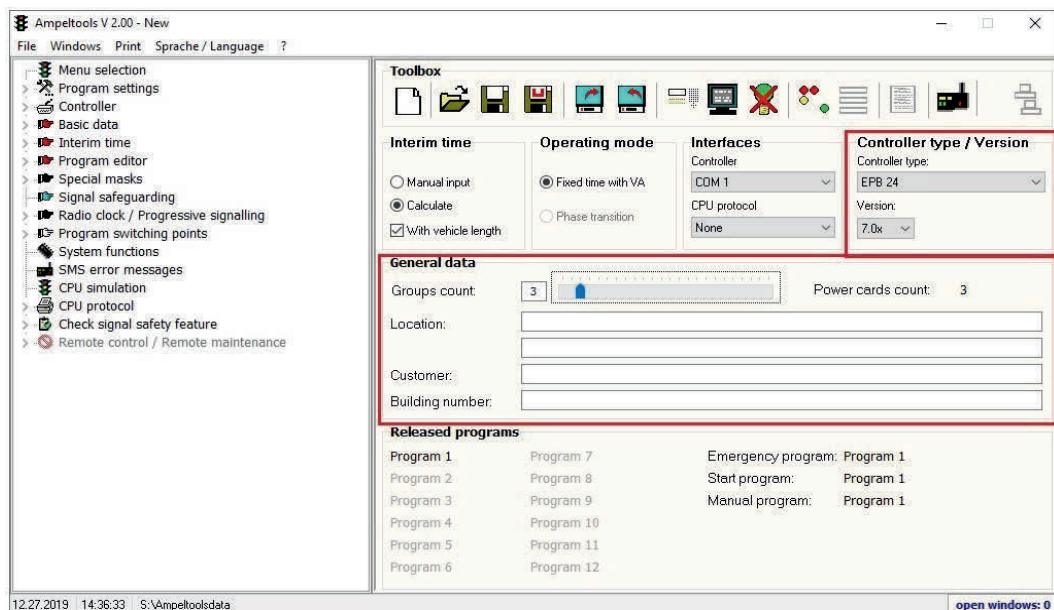 Ampeltools V 2.00 - New
File Windows Print Sprache / Language ?
Menu selection
Program settings
Controller
Basic data
Interim time
Program editor
Special masks
Signal safeguarding
Radio clock / Progressive signalling
Program switching points
System functions
SMS error messages
CPU simulation
CPU protocol
Check signal safety feature
Remote control / Remote maintenance
Toolbox
Interim time
Manual input
Calculate
With vehicle length
Operating mode
Fixed time with VA
Phase transition
Interfaces
Controller
COM 1
CPU protocol
None
Controller type / Version
Controller type:
EPB 24
Version:
7.0x
General data
Groups count: 3 Power cards count: 3
Location:
Customer:
Building number:
Released programs
Program 1 Program 7 Emergency program: Program 1
Program 2 Program 8 Start program: Program 1
Program 3 Program 9 Manual program: Program 1
Program 4 Program 10
Program 5 Program 11
Program 6 Program 12
12.27.2019 14:36:33 S:\Ampeltoolsdata open windows: 0